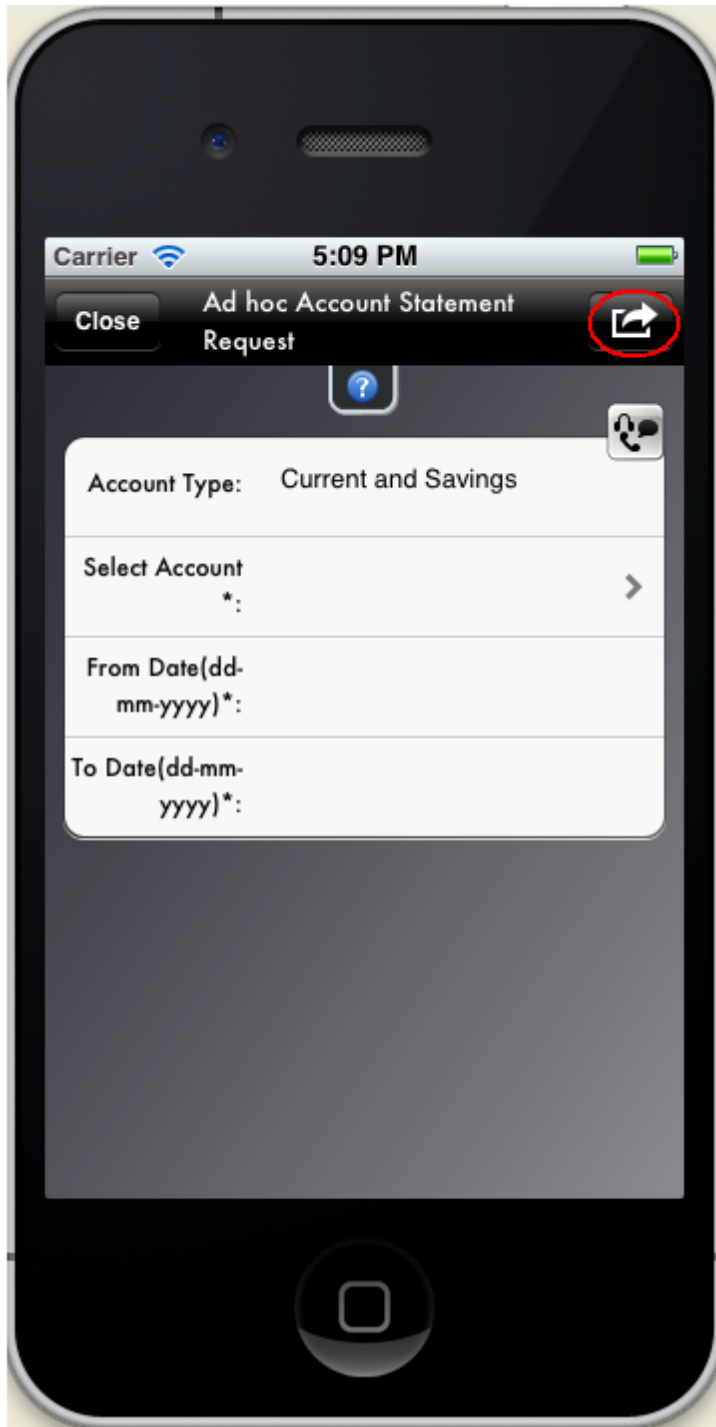 Carrier 5:09 PM
Close
Ad hoc Account Statement
Request
?
Account Type: Current and Savings
Select Account
*:
From Date(dd-
mm-yyyy)*:
To Date(dd-mm-
yyyy)*: